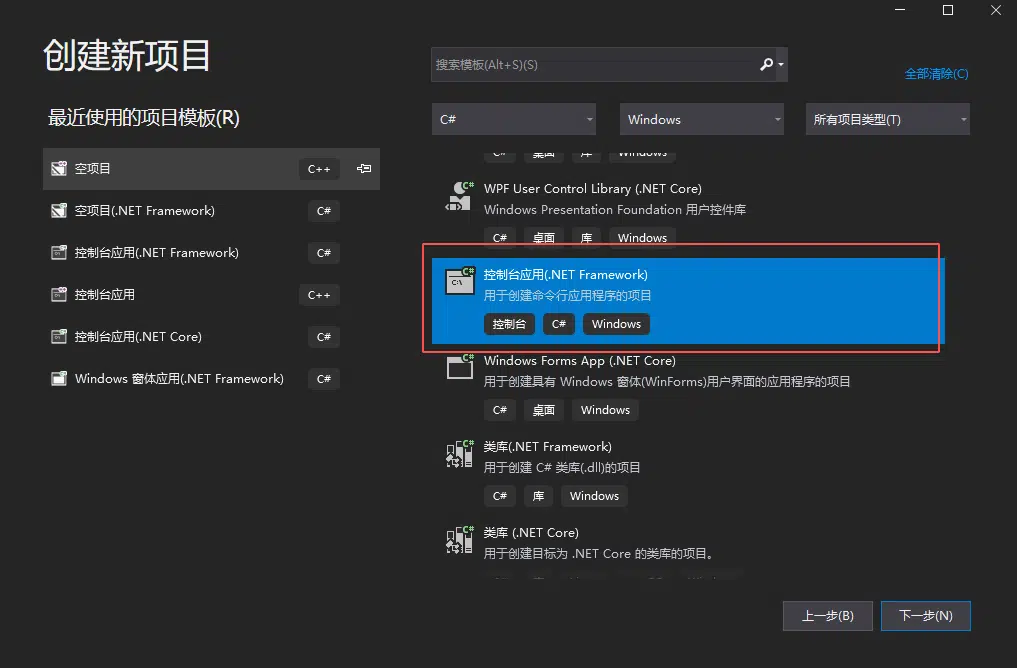 创建新项目
搜索模板(Alt+S)(S)
全部清除(C)
最近使用的项目模板(R)
C#
Windows
所有项目类型(T)
空项目
C++
空项目(.NET Framework)
C#
控制台应用(.NET Framework)
C#
控制台应用
C++
控制台应用(.NET Core)
C#
Windows 窗体应用(.NET Framework)
C#
C# 桌面 库 Windows
WPF User Control Library (.NET Core)
Windows Presentation Foundation 用户控件库
C# 桌面 库 Windows
控制台应用(.NET Framework)
用于创建命令行应用程序的项目
控制台 C# Windows
Windows Forms App (.NET Core)
用于创建具有 Windows 窗体(WinForms)用户界面的应用程序的项目
C# 桌面 Windows
类库(.NET Framework)
用于创建 C# 类库(.dll)的项目
C# 库 Windows
类库 (.NET Core)
用于创建目标为 .NET Core 的类库的项目。
上一步(B)
下一步(N)